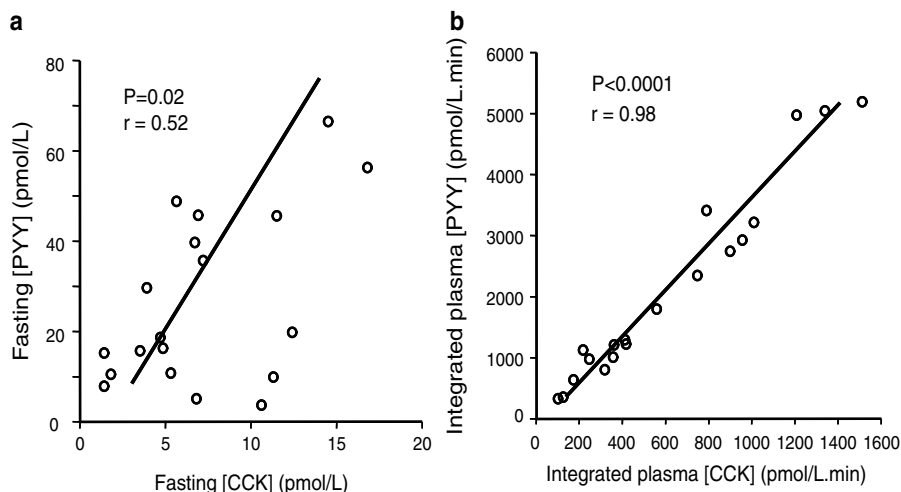 a
Fasting [PYY] (pmol/L)
80
60
40
20
0
P=0.02
r = 0.52
0 5 10 15 20
Fasting [CCK] (pmol/L)
b
Integrated plasma [PYY] (pmol/L.min)
6000
5000
4000
3000
2000
1000
0
P<0.0001
r = 0.98
0 200 400 600 800 1000 1200 1400 1600
Integrated plasma [CCK] (pmol/L.min)